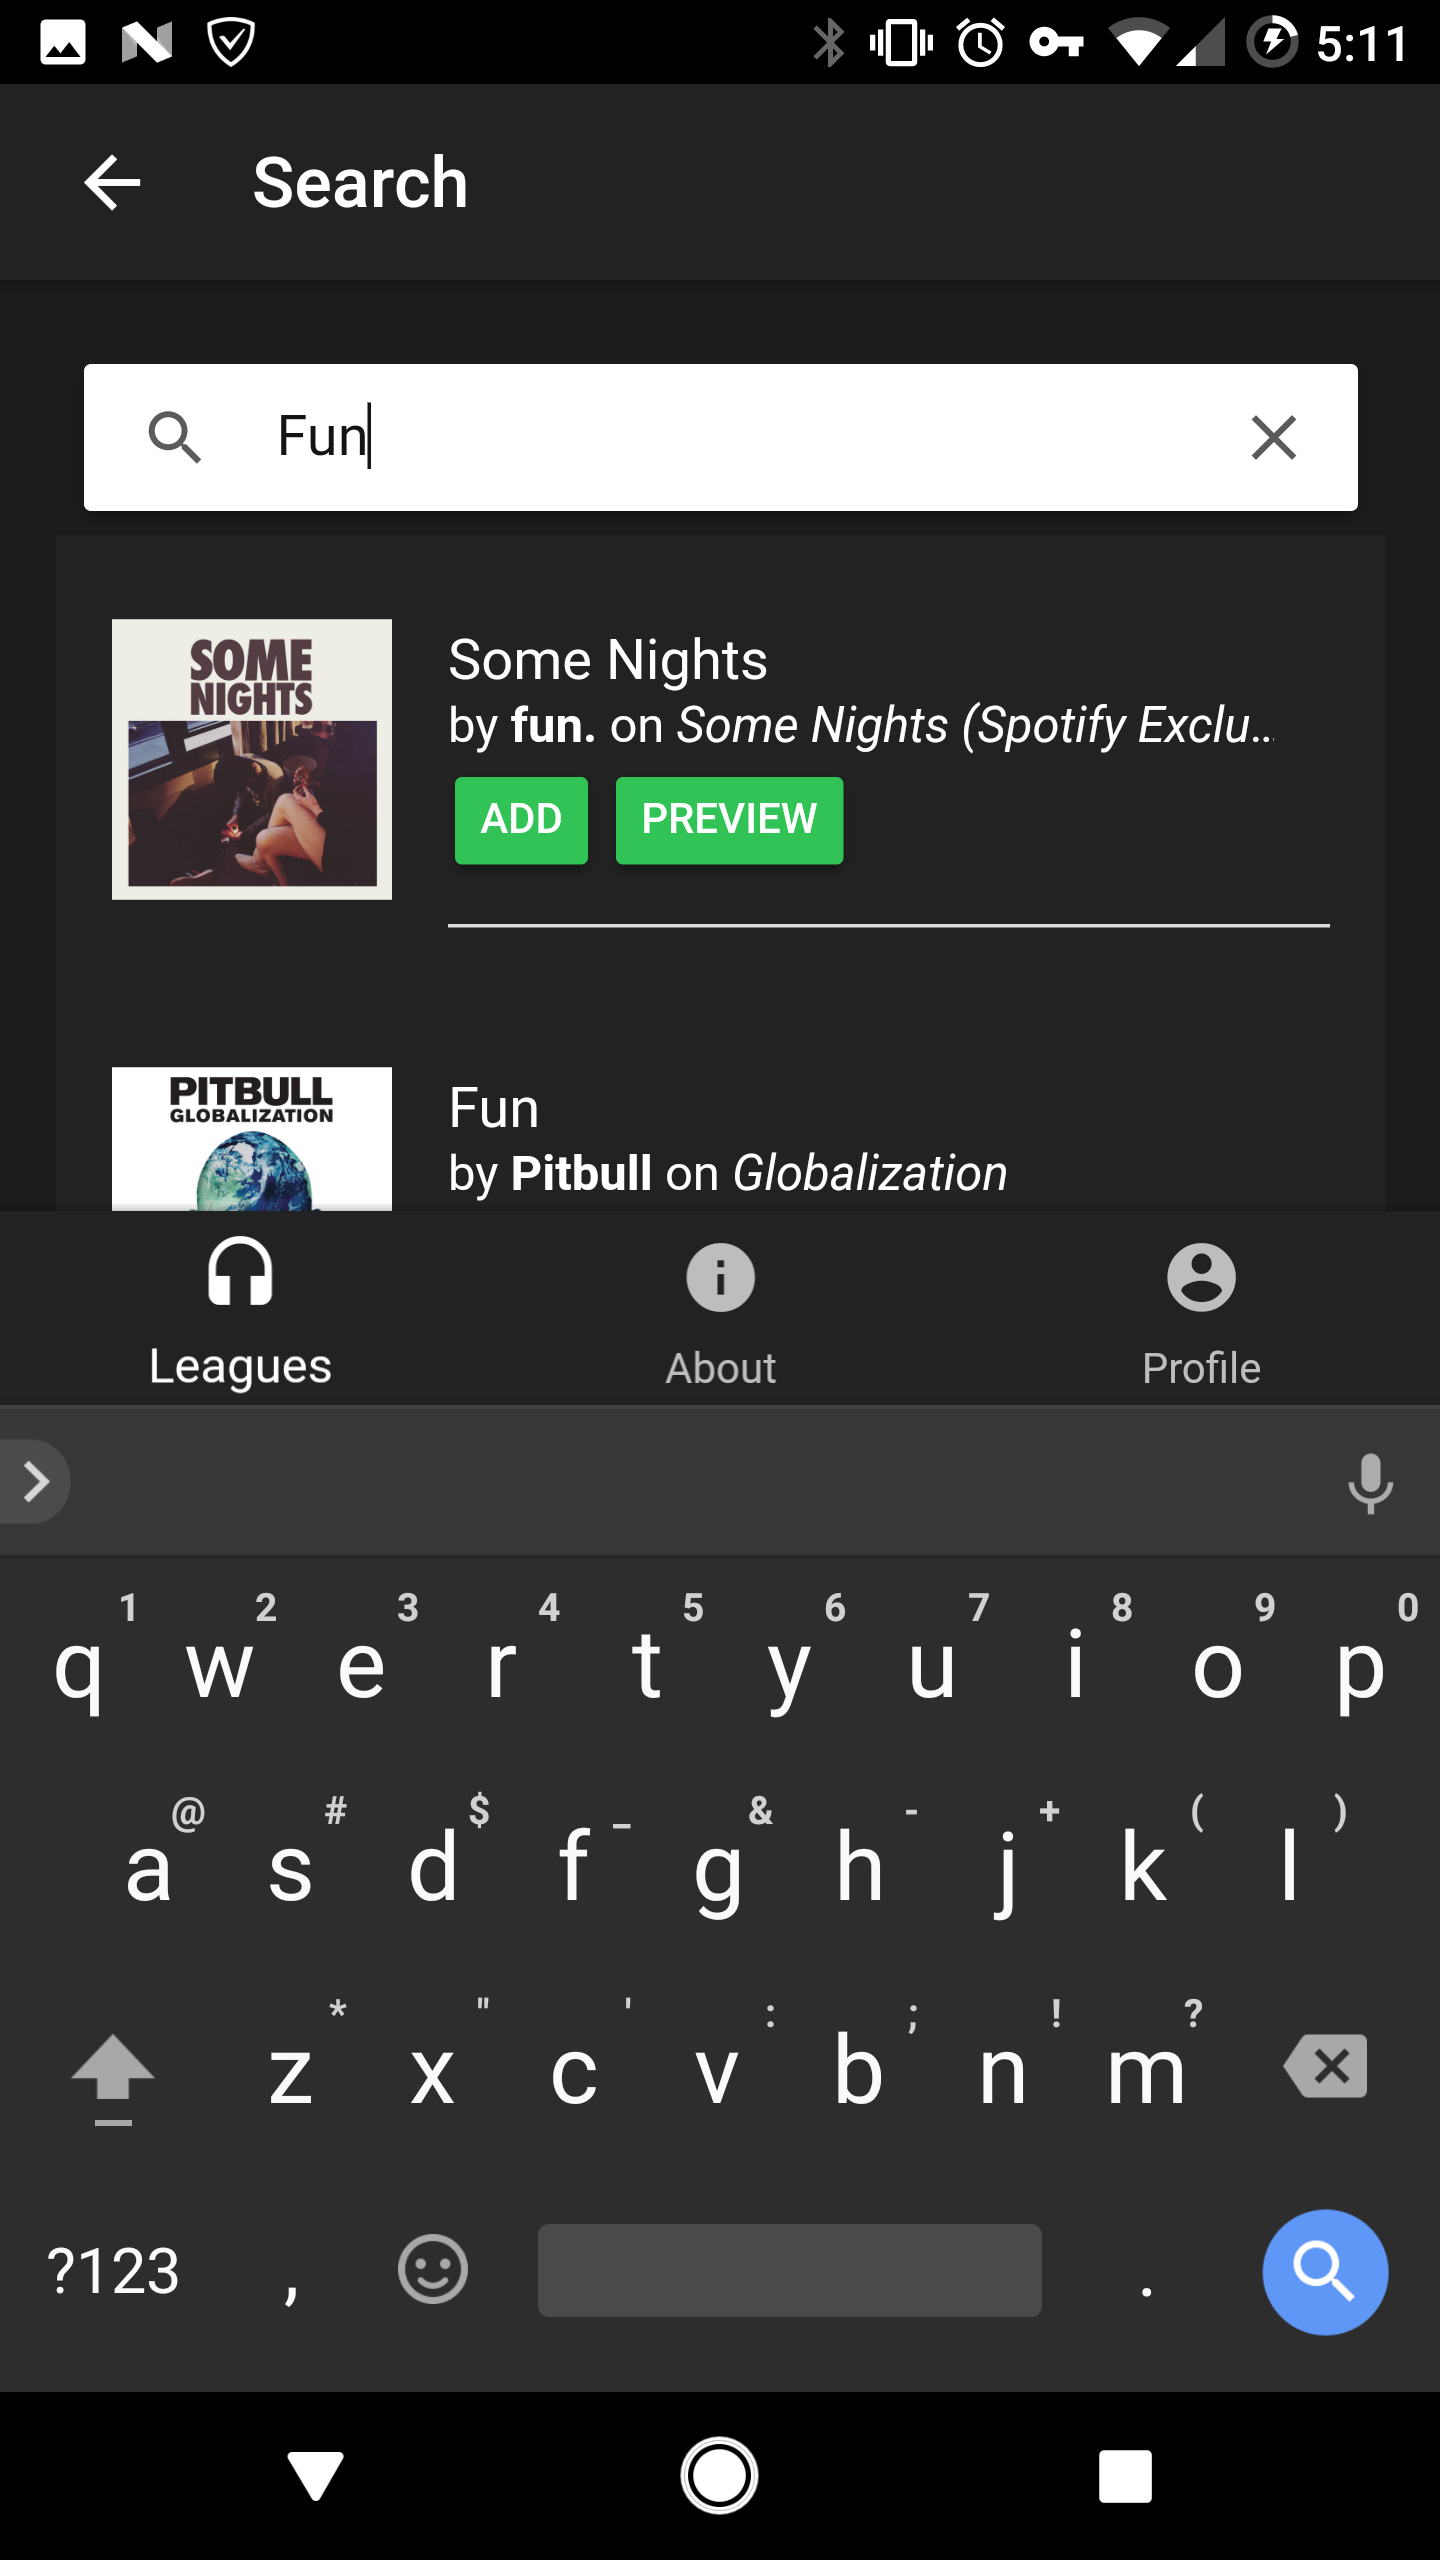 5:11
Search
Fun
SOME
NIGHTS
Some Nights
by fun. on Some Nights (Spotify Exclu...
ADD PREVIEW
PITBULL
GLOBALIZATION
Fun
by Pitbull on Globalization
Leagues About Profile
1 2 3 4 5 6 7 8 9 0
q w e r t y u i o p
@ # $ _ & - + ( )
a s d f g h j k l
* " ' : ; ! ?
z x c v b n m
?123 , .